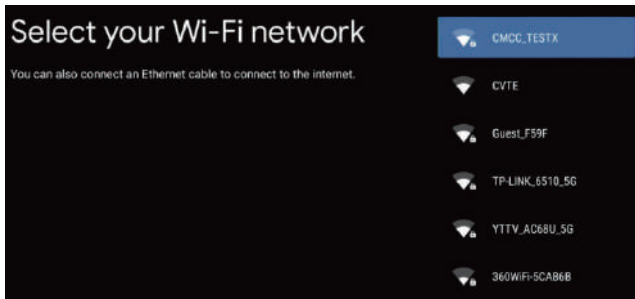 Select your Wi-Fi network
You can also connect an Ethernet cable to connect to the internet.
CMCC_TESTX
CVTE
Guest_F59F
TP-LINK_6510_5G
YTTV_AC68U_5G
360WiFi-5CAB6B